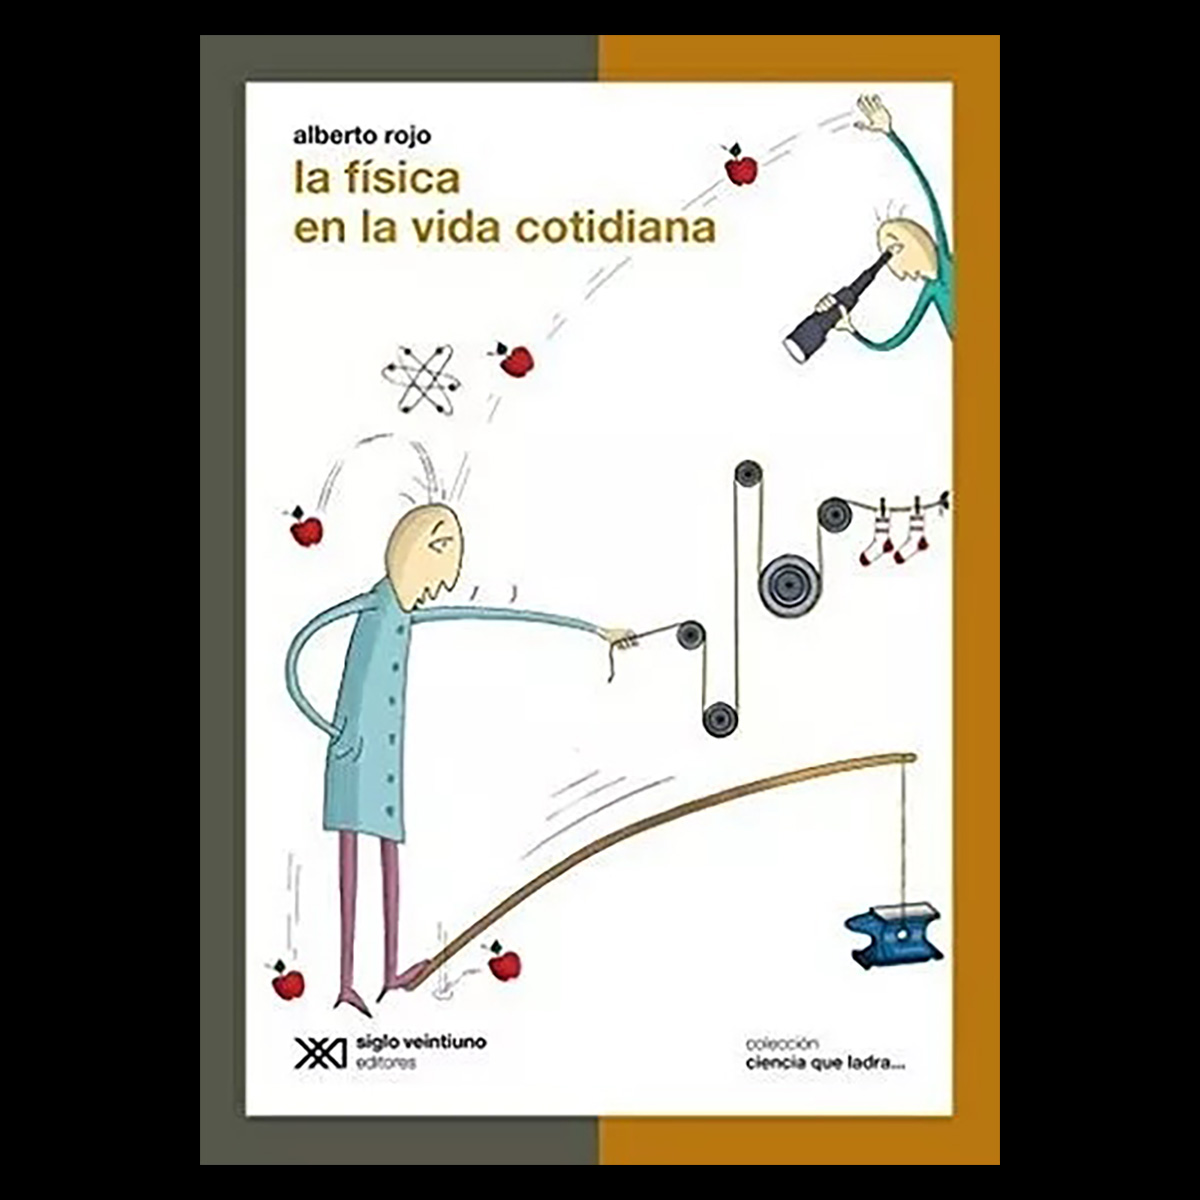 alberto rojo
la física
en la vida cotidiana
siglo veintiuno
editores
colección
ciencia que ladra...